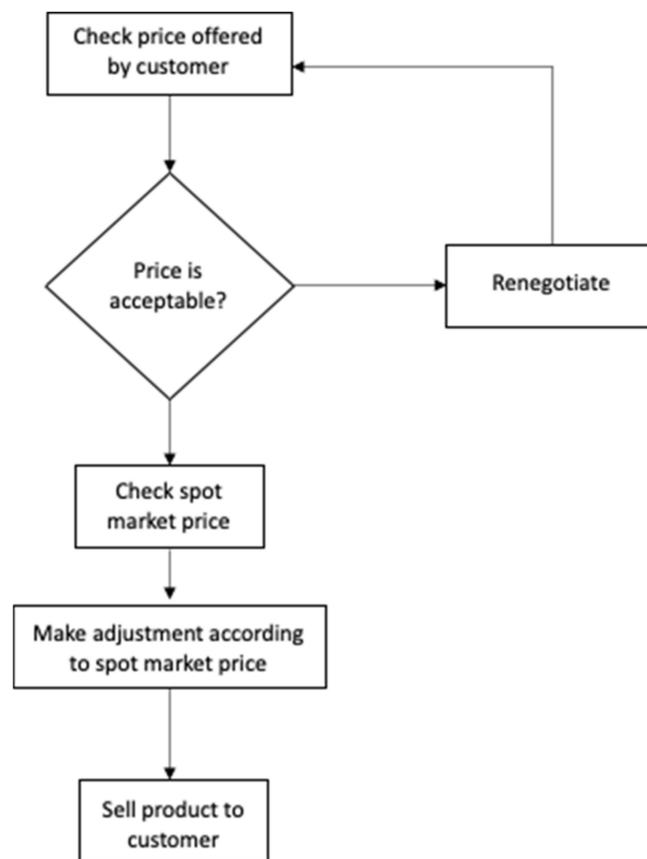 Check price offered
by customer
Price is
acceptable?
Renegotiate
Check spot
market price
Make adjustment according
to spot market price
Sell product to
customer